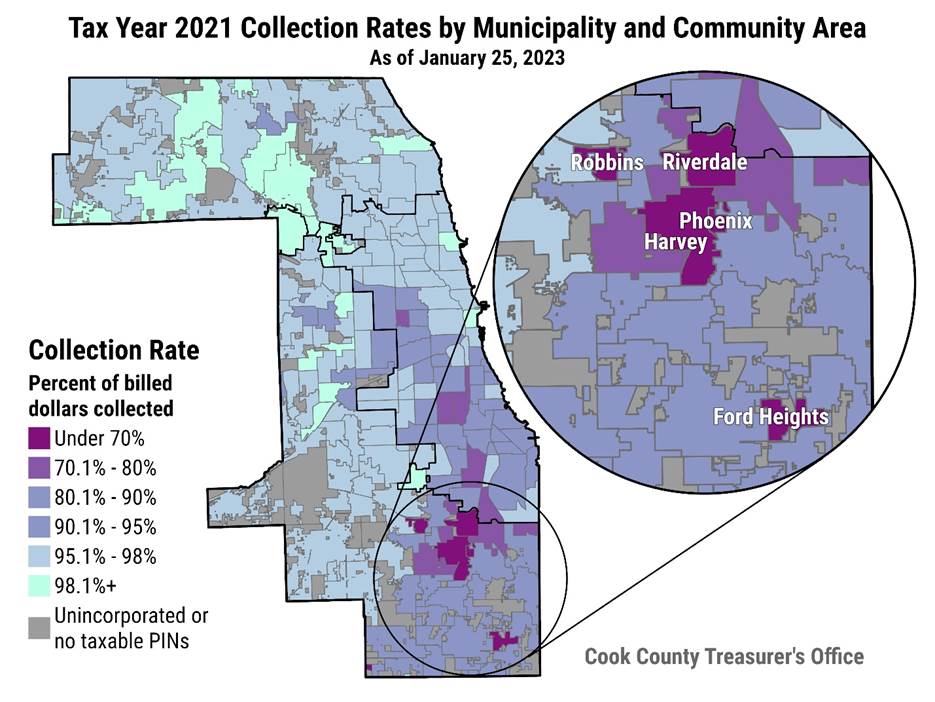 Tax Year 2021 Collection Rates by Municipality and Community Area
As of January 25, 2023
Robbins
Riverdale
Phoenix
Harvey
Ford Heights
Collection Rate
Percent of billed
dollars collected
Under 70%
70.1% - 80%
80.1% - 90%
90.1% - 95%
95.1% - 98%
98.1%+
Unincorporated or
no taxable PINs
Cook County Treasurer's Office